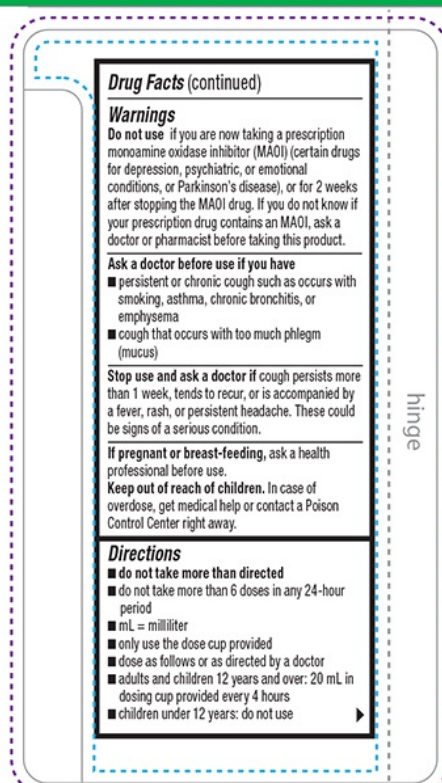 Drug Facts (continued)
Warnings
Do not use if you are now taking a prescription
monoamine oxidase inhibitor (MAOI) (certain drugs
for depression, psychiatric, or emotional
conditions, or Parkinson's disease), or for 2 weeks
after stopping the MAOI drug. If you do not know if
your prescription drug contains an MAOI, ask a
doctor or pharmacist before taking this product.
Ask a doctor before use if you have
■ persistent or chronic cough such as occurs with
smoking, asthma, chronic bronchitis, or
emphysema
■ cough that occurs with too much phlegm
(mucus)
Stop use and ask a doctor if cough persists more
than 1 week, tends to recur, or is accompanied by
a fever, rash, or persistent headache. These could
be signs of a serious condition.
If pregnant or breast-feeding, ask a health
professional before use.
Keep out of reach of children. In case of
overdose, get medical help or contact a Poison
Control Center right away.
Directions
■ do not take more than directed
■ do not take more than 6 doses in any 24-hour
period
■ mL = milliliter
■ only use the dose cup provided
■ dose as follows or as directed by a doctor
■ adults and children 12 years and over: 20 mL in
dosing cup provided every 4 hours
■ children under 12 years: do not use
hinge